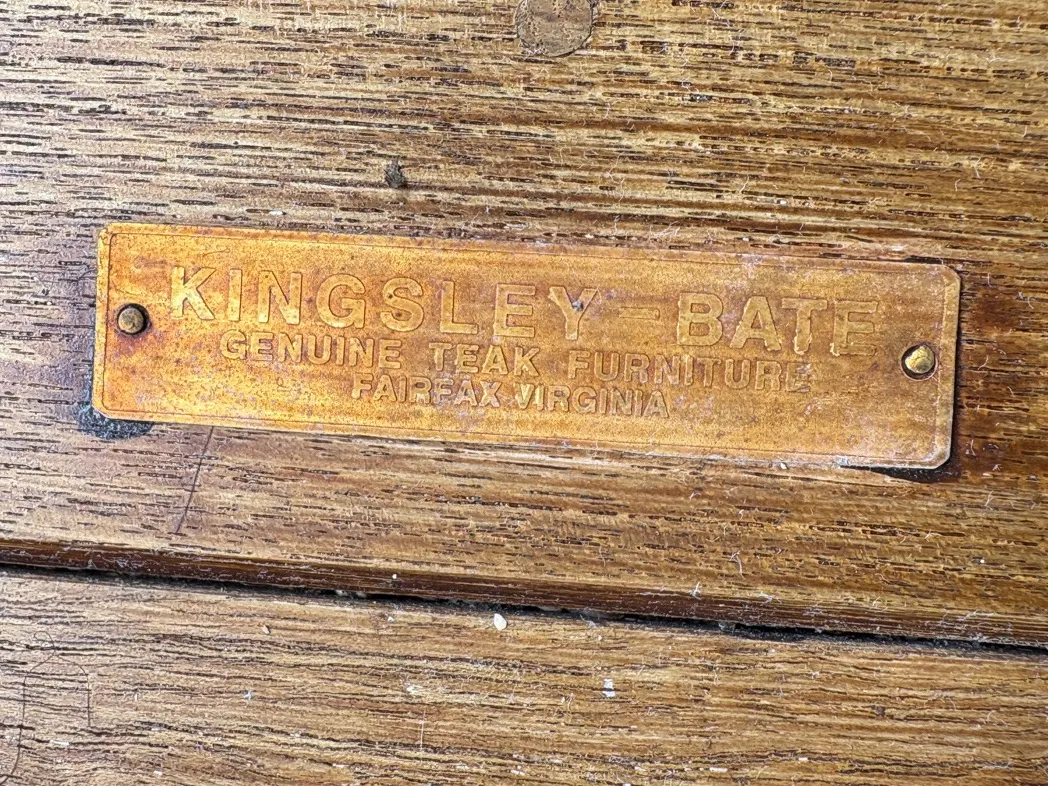 KINGSLEY-BATE
GENUINE TEAK FURNITURE
FAIRFAX VIRGINIA